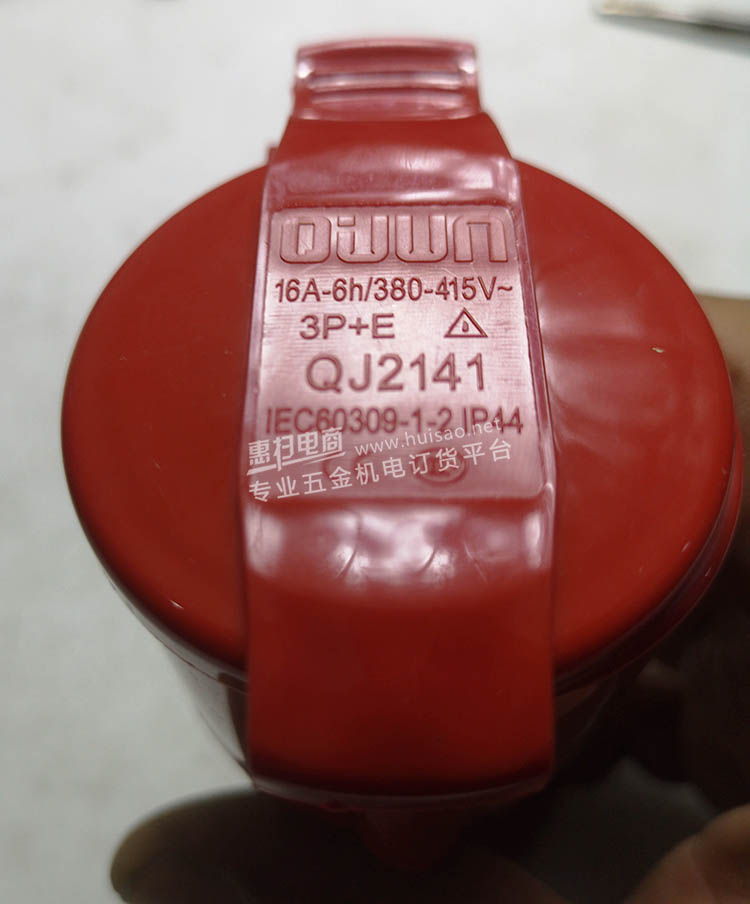 QIJUN
16A-6h/380-415V~
3P+E
QJ2141
IEC60309-1-2 IP44
惠扫电商 www.huisao.net
专业五金机电订货平台